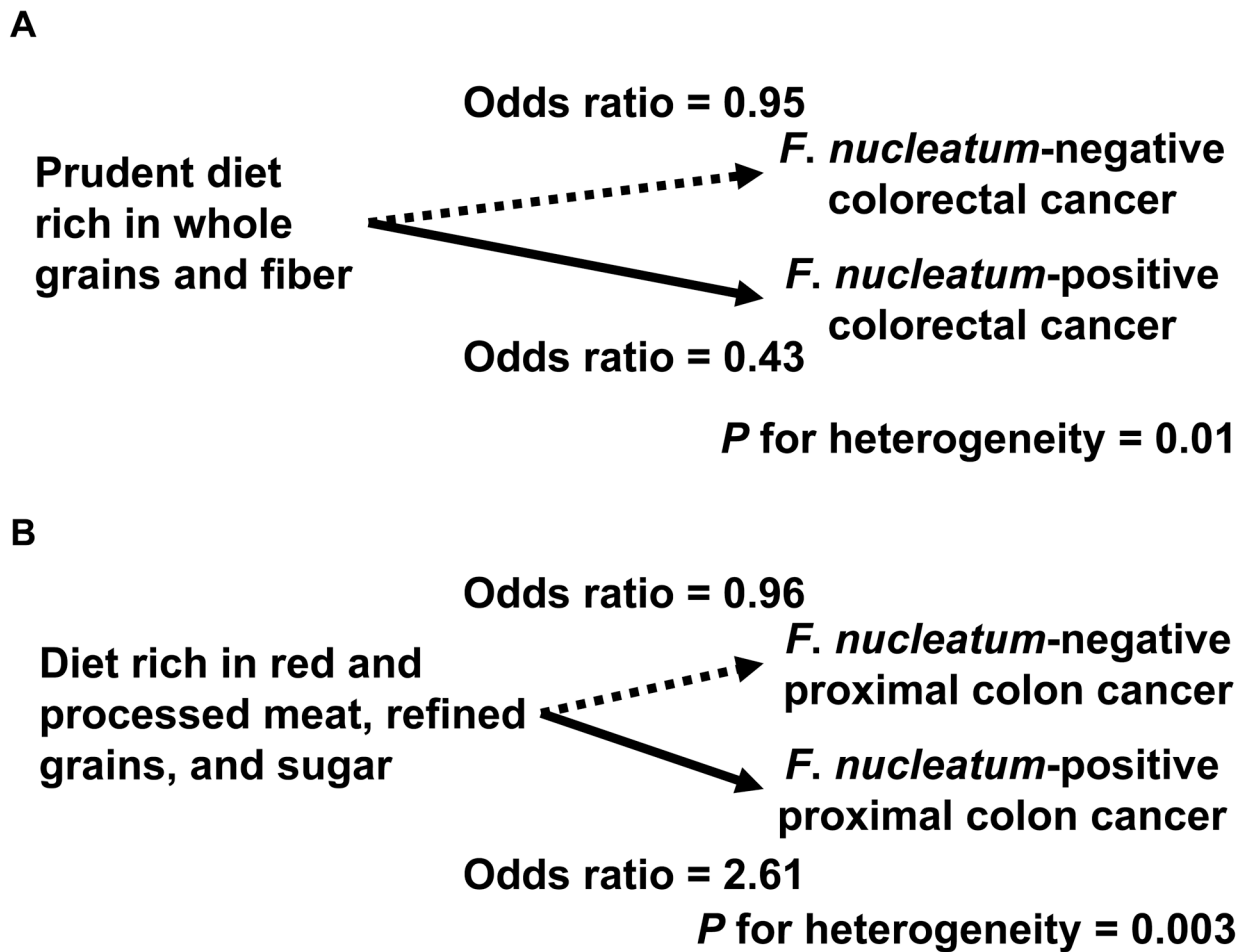 A
Odds ratio = 0.95
Prudent diet
rich in whole
grains and fiber
F. nucleatum-negative
colorectal cancer
F. nucleatum-positive
colorectal cancer
Odds ratio = 0.43
P for heterogeneity = 0.01
B
Odds ratio = 0.96
Diet rich in red and
processed meat, refined
grains, and sugar
F. nucleatum-negative
proximal colon cancer
F. nucleatum-positive
proximal colon cancer
Odds ratio = 2.61
P for heterogeneity = 0.003